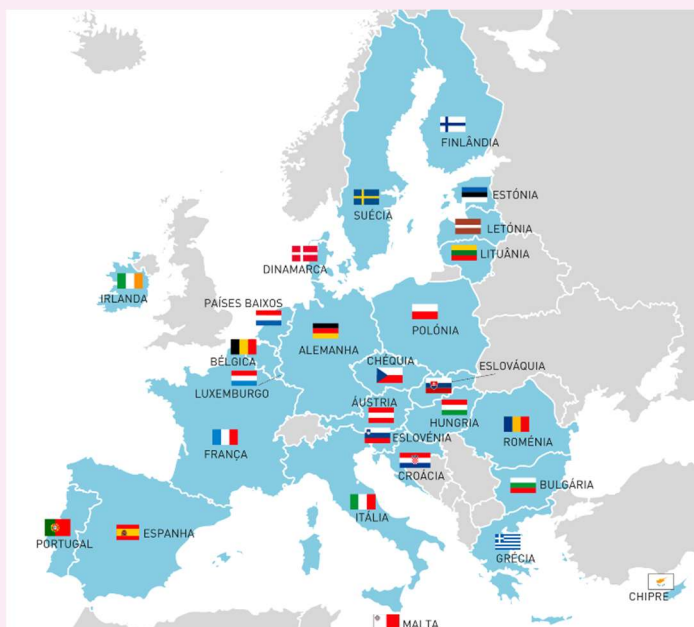 FINLÂNDIA
ESTÓNIA
SUÉCIA
LETÓNIA
LITUÂNIA
DINAMARCA
IRLANDA
PAÍSES BAIXOS
POLÓNIA
ALEMANHA
BÉLGICA
CHÉQUIA
ESLOVÁQUIA
LUXEMBURGO
ÁUSTRIA
HUNGRIA
ESLOVÉNIA
ROMÉNIA
FRANÇA
CROÁCIA
BULGÁRIA
ITÁLIA
ESPANHA
PORTUGAL
GRÉCIA
CHIPRE
MALTA